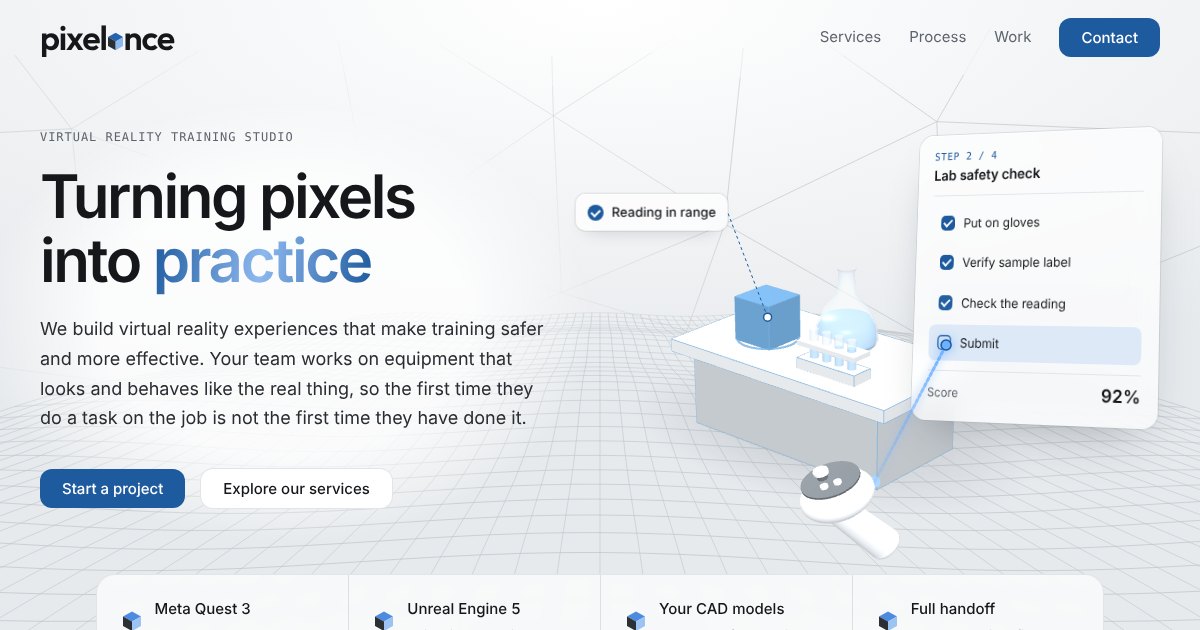 pixelonce
Services
Process
Work
Contact
VIRTUAL REALITY TRAINING STUDIO
Turning pixels
into practice
We build virtual reality experiences that make training safer
and more effective. Your team works on equipment that
looks and behaves like the real thing, so the first time they
do a task on the job is not the first time they have done it.
Start a project
Explore our services
Reading in range
STEP 2 / 4
Lab safety check
Put on gloves
Verify sample label
Check the reading
Submit
Score
92%
Meta Quest 3
Unreal Engine 5
Your CAD models
Full handoff